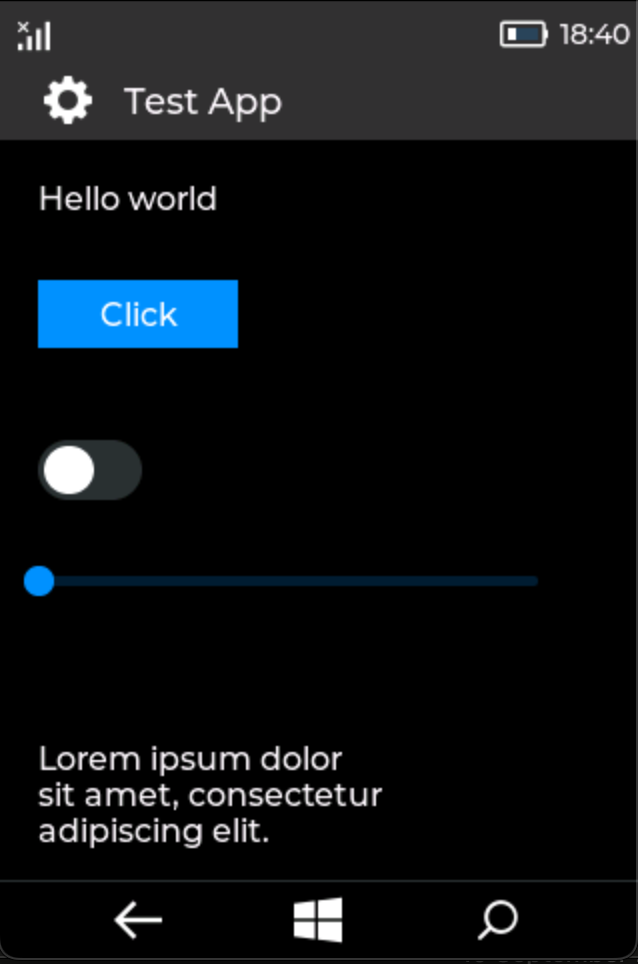 18:40
Test App
Hello world
Click
Lorem ipsum dolor
sit amet, consectetur
adipiscing elit.